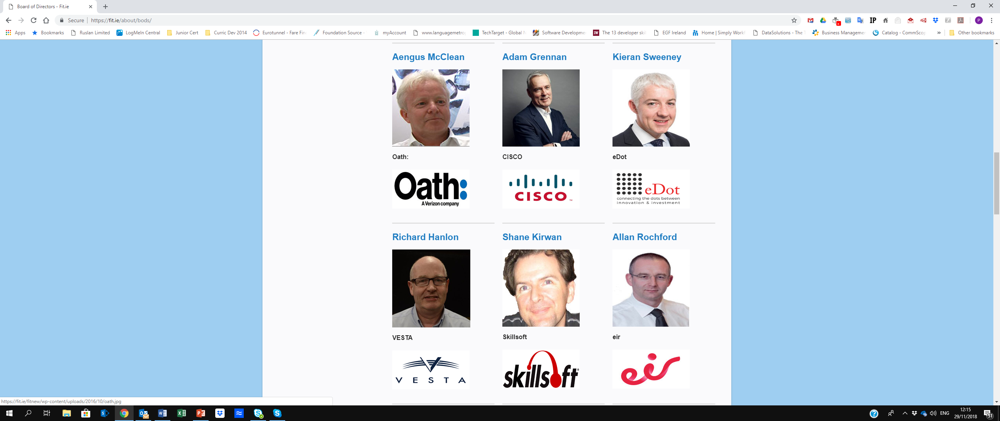 Board of Directors - Fit.ie
Secure https://fit.ie/about/bods/
IP P
Apps Bookmarks Ruslan Limited LogMeIn Central Junior Cert Curric Dev 2014 Eurotunnel - Fare Fin Foundation Source - myAccount www.languagemetro TechTarget - Global Software Developme IW The 13 developer ski EGF Ireland Home | Simply Work DataSolutions - The Business Manageme Catalog - CommScop » Other bookmarks
Aengus McClean Adam Grennan Kieran Sweeney
Oath: CISCO eDot
Oath:
A Verizon company
CISCO™
eDot
connecting the dots between
innovation & investment
Richard Hanlon Shane Kirwan Allan Rochford
VESTA Skillsoft eir
VESTA
skillsoft®
eir
https://fit.ie/fitnew/wp-content/uploads/2016/10/oath.jpg
ENG
12:15
29/11/2018
51